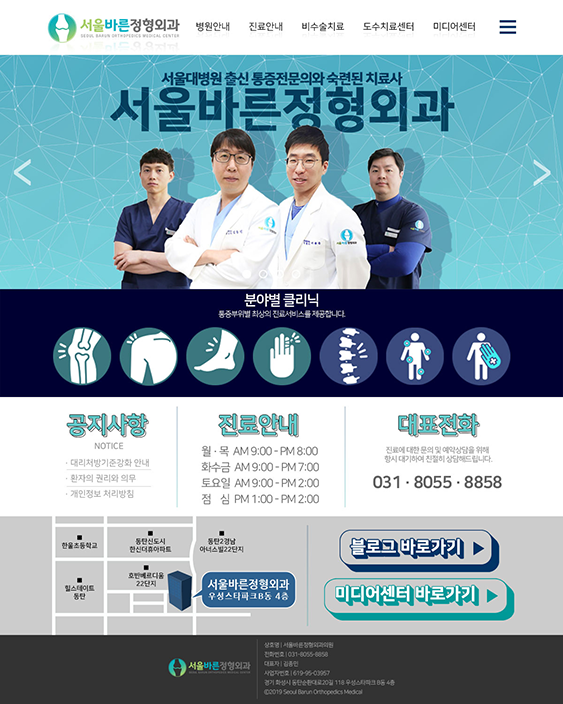 서울바른정형외과
SEOUL BARUN ORTHOPEDICS MEDICAL CENTER
병원안내 진료안내 비수술치료 도수치료센터 미디어센터
서울대병원 출신 통증전문의와 숙련된 치료사
서울바른정형외과
분야별 클리닉
통증부위별 최상의 진료서비스를 제공합니다.
공지사항
NOTICE
· 대리처방기준강화 안내
· 환자의 권리와 의무
· 개인정보 처리방침
진료안내
월 · 목 AM 9:00 - PM 8:00
화수금 AM 9:00 - PM 7:00
토요일 AM 9:00 - PM 2:00
점 심 PM 1:00 - PM 2:00
대표전화
진료에 대한 문의 및 예약상담을 위해
항시 대기하여 친절히 상담해드립니다.
031 · 8055 · 8858
한울초등학교
동탄신도시
한신더휴아파트
동탄2경남
아너스빌22단지
힐스테이트
동탄
호반베르디움
22단지
서울바른정형외과
우성스타파크B동 4층
블로그 바로가기
미디어센터 바로가기
서울바른정형외과
SEOUL BARUN ORTHOPEDICS MEDICAL CENTER
상호명 | 서울바른정형외과의원
전화번호 | 031-8055-8858
대표자 | 김종민
사업자번호 | 619-95-03957
경기 화성시 동탄순환대로20길 118 우성스타파크 B동 4층
©2019 Seoul Barun Orthopedics Medical